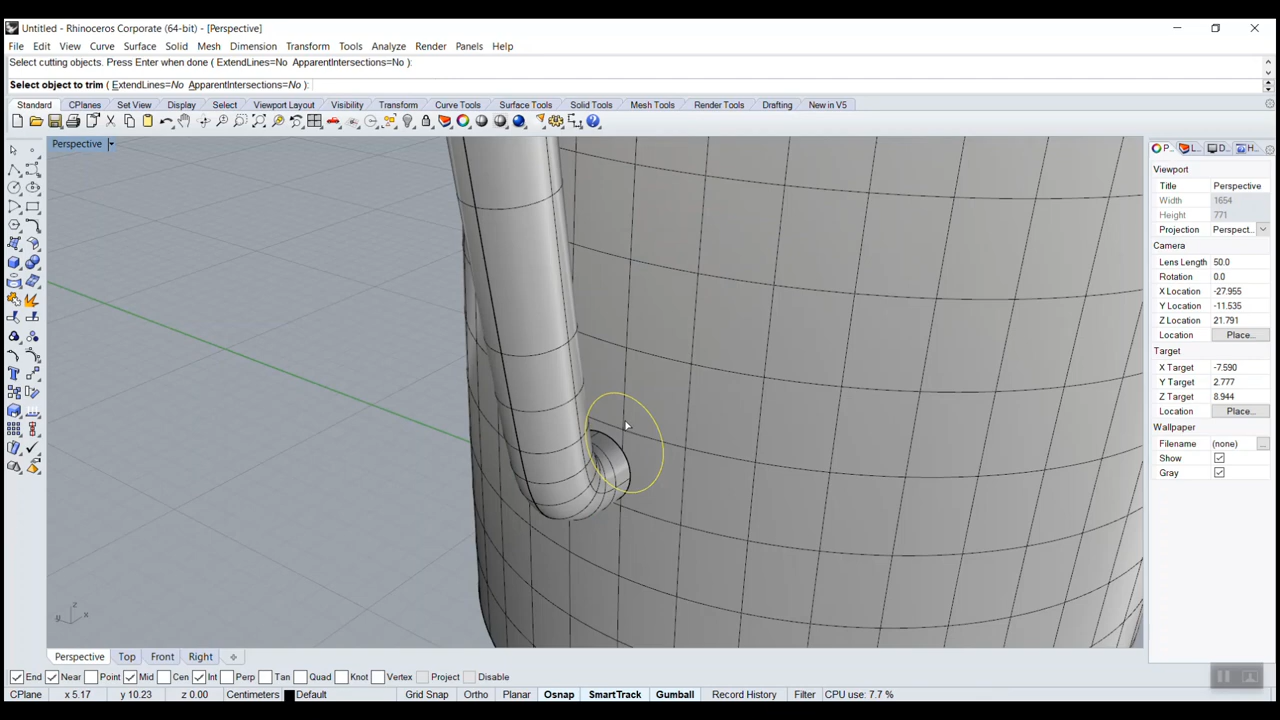 Untitled - Rhinoceros Corporate (64-bit) - [Perspective]
File Edit View Curve Surface Solid Mesh Dimension Transform Tools Analyze Render Panels Help
Select cutting objects. Press Enter when done ( ExtendLines=No ApparentIntersections=No ):
Select object to trim ( ExtendLines=No ApparentIntersections=No ):
Standard CPlanes Set View Display Select Viewport Layout Visibility Transform Curve Tools Surface Tools Solid Tools Mesh Tools Render Tools Drafting New in V5
Perspective
P... L... D... H...
Viewport
Title Perspective
Width 1654
Height 771
Projection Perspect...
Camera
Lens Length 50.0
Rotation 0.0
X Location -27.955
Y Location -11.535
Z Location 21.791
Location Place...
Target
X Target -7.590
Y Target 2.777
Z Target 8.944
Location Place...
Wallpaper
Filename (none) ...
Show
Gray
z
y x
Perspective Top Front Right
End Near Point Mid Cen Int Perp Tan Quad Knot Vertex Project Disable
CPlane x 5.17 y 10.23 z 0.00 Centimeters Default Grid Snap Ortho Planar Osnap SmartTrack Gumball Record History Filter CPU use: 7.7 %